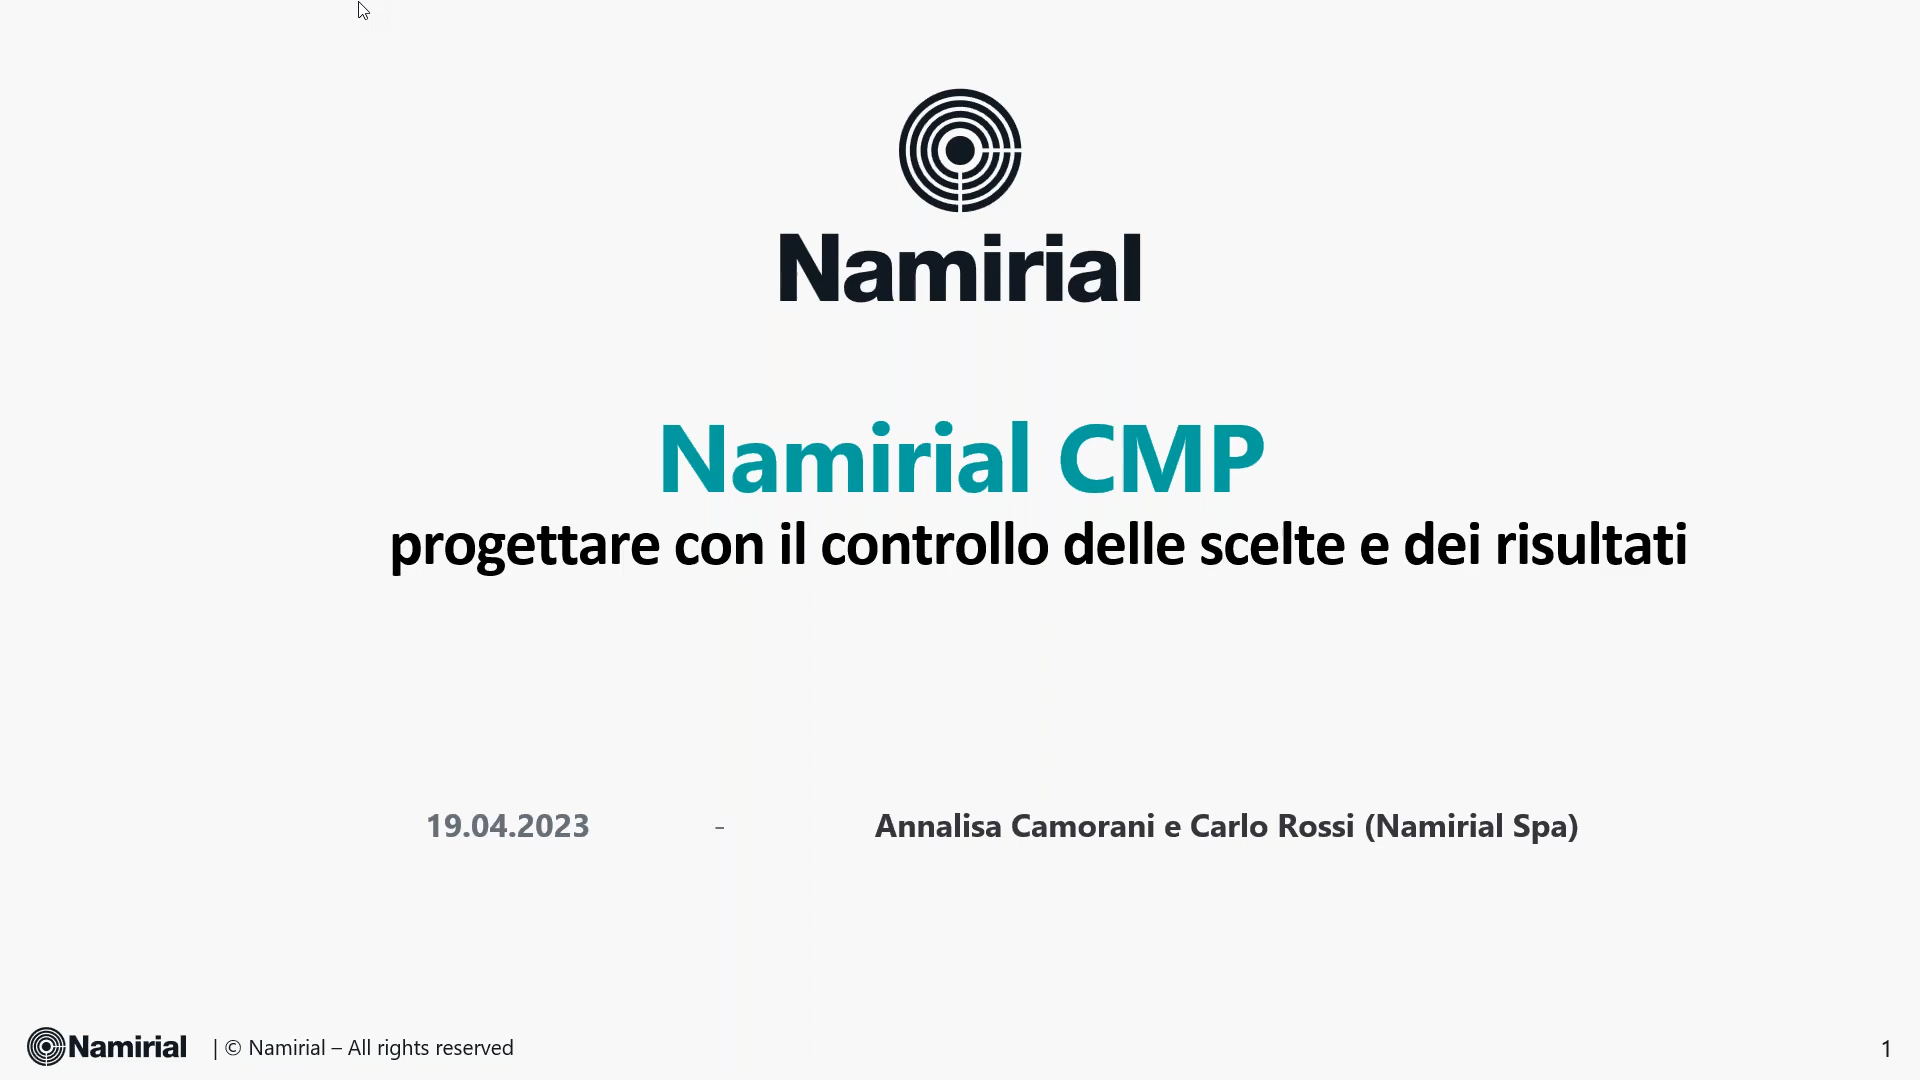 Namirial
Namirial CMP
progettare con il controllo delle scelte e dei risultati
19.04.2023 - Annalisa Camorani e Carlo Rossi (Namirial Spa)
Namirial | © Namirial – All rights reserved
1